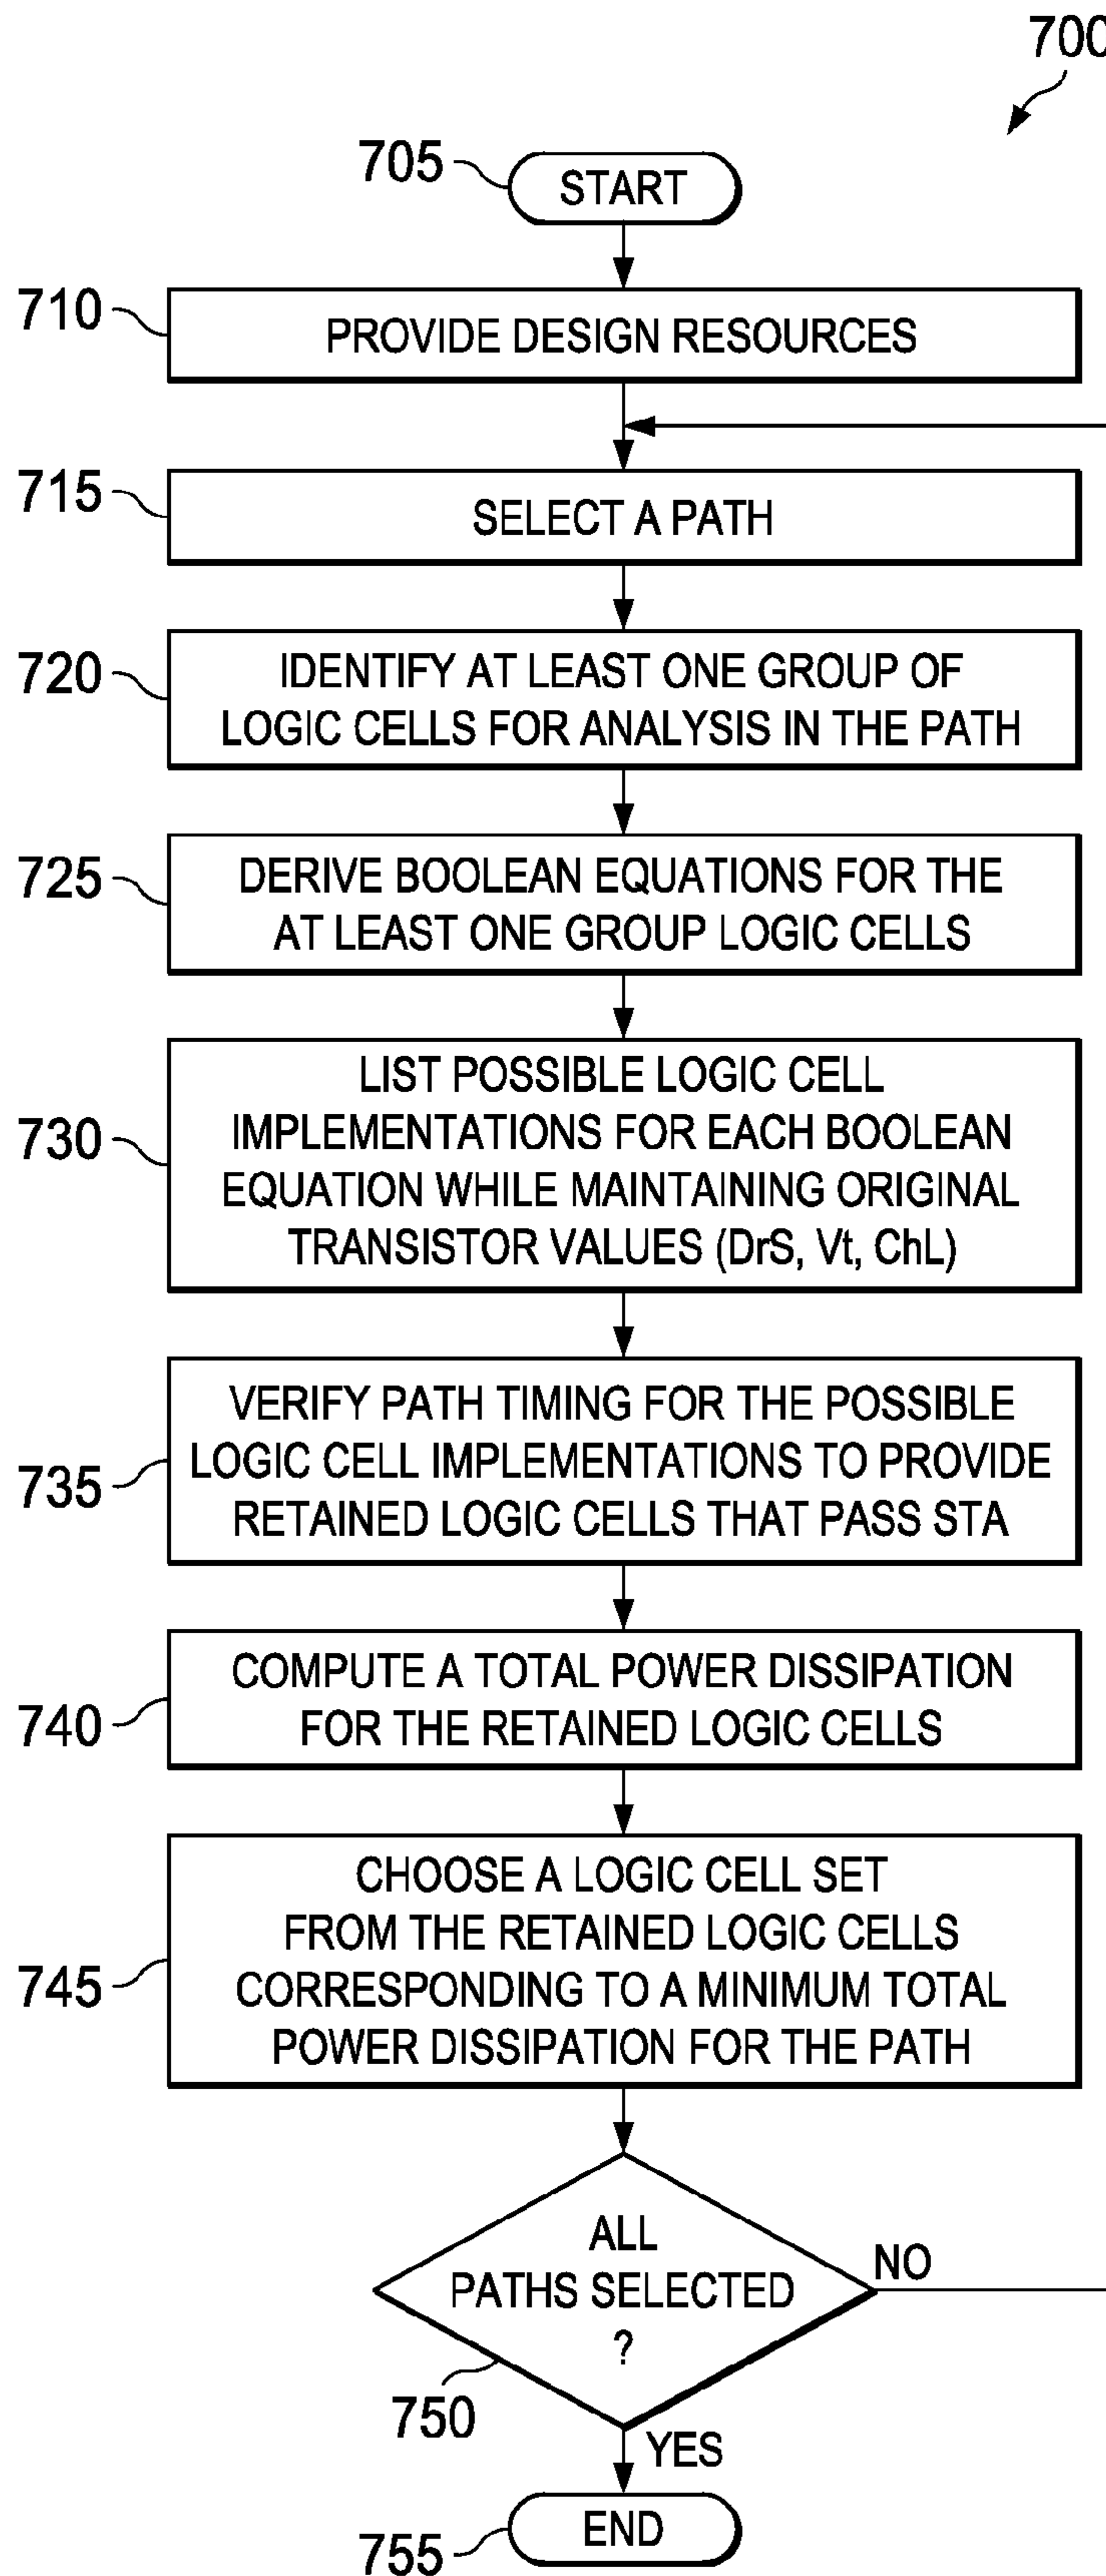 700
705
START
710
PROVIDE DESIGN RESOURCES
715
SELECT A PATH
720
IDENTIFY AT LEAST ONE GROUP OF
LOGIC CELLS FOR ANALYSIS IN THE PATH
725
DERIVE BOOLEAN EQUATIONS FOR THE
AT LEAST ONE GROUP LOGIC CELLS
730
LIST POSSIBLE LOGIC CELL
IMPLEMENTATIONS FOR EACH BOOLEAN
EQUATION WHILE MAINTAINING ORIGINAL
TRANSISTOR VALUES (DrS, Vt, ChL)
735
VERIFY PATH TIMING FOR THE POSSIBLE
LOGIC CELL IMPLEMENTATIONS TO PROVIDE
RETAINED LOGIC CELLS THAT PASS STA
740
COMPUTE A TOTAL POWER DISSIPATION
FOR THE RETAINED LOGIC CELLS
745
CHOOSE A LOGIC CELL SET
FROM THE RETAINED LOGIC CELLS
CORRESPONDING TO A MINIMUM TOTAL
POWER DISSIPATION FOR THE PATH
ALL
PATHS SELECTED
?
NO
750
YES
755
END